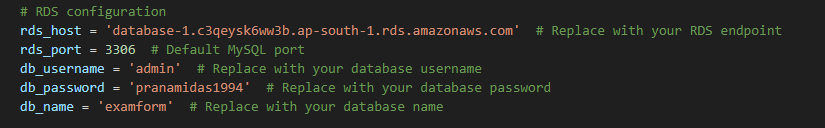 # RDS configuration
rds_host = 'database-1.c3qeysk6ww3b.ap-south-1.rds.amazonaws.com'  # Replace with your RDS endpoint
rds_port = 3306  # Default MySQL port
db_username = 'admin'  # Replace with your database username
db_password = 'pranamidas1994'  # Replace with your database password
db_name = 'examform'  # Replace with your database name